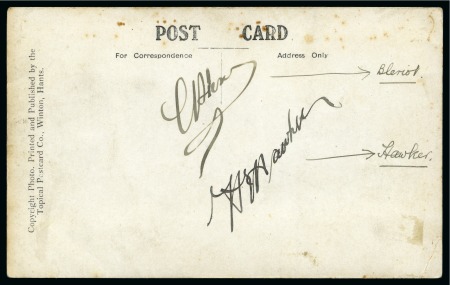 POST CARD
For Correspondence Address Only
Bleriot.
H G Hawker
Hawker.
Copyright Photo. Printed and Published by the
Topical Postcard Co., Winton, Hants.